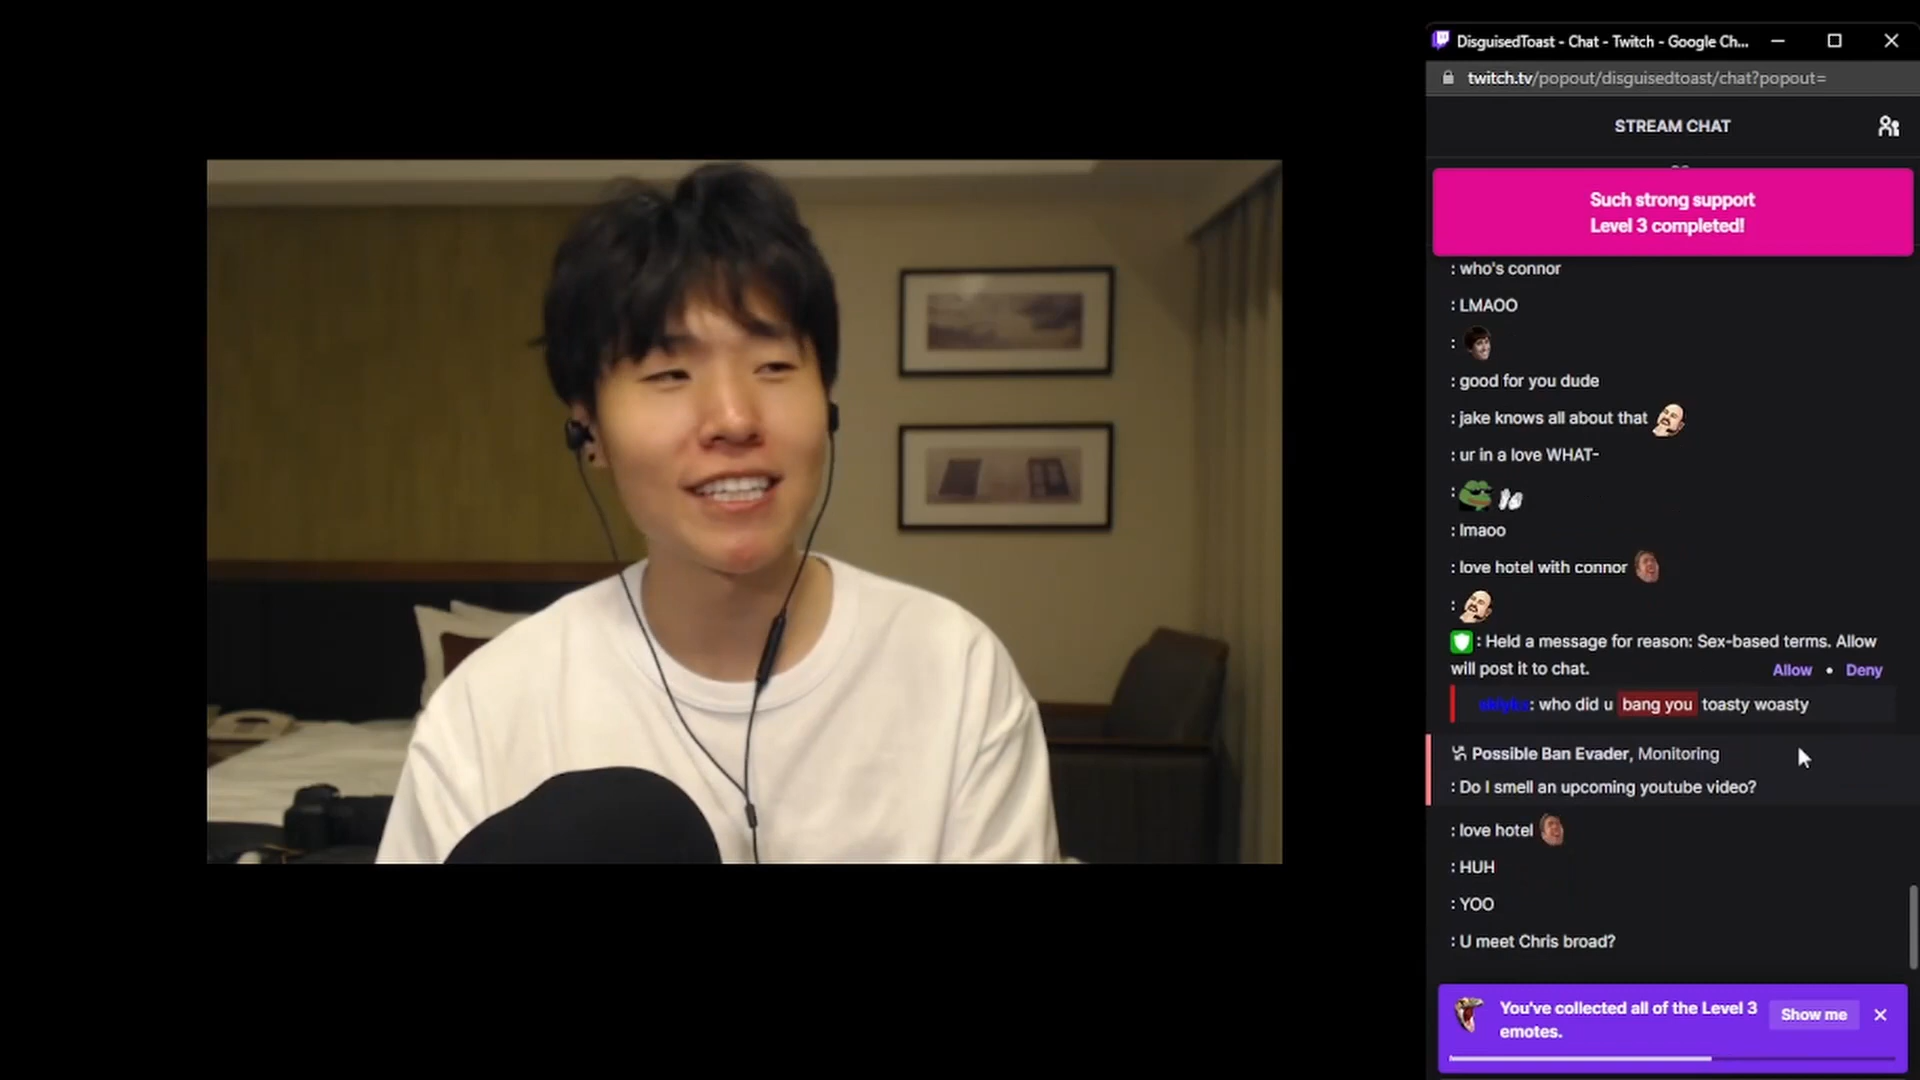 DisguisedToast - Chat - Twitch - Google Ch...
twitch.tv/popout/disguisedtoast/chat?popout=
STREAM CHAT
Such strong support
Level 3 completed!
: who's connor
: LMAOO
:
: good for you dude
: jake knows all about that
: ur in a love WHAT-
:
: lmaoo
: love hotel with connor
:
: Held a message for reason: Sex-based terms. Allow
will post it to chat.
Allow • Deny
: who did u bang you toasty woasty
Possible Ban Evader, Monitoring
: Do I smell an upcoming youtube video?
: love hotel
: HUH
: YOO
: U meet Chris broad?
You've collected all of the Level 3
emotes.
Show me